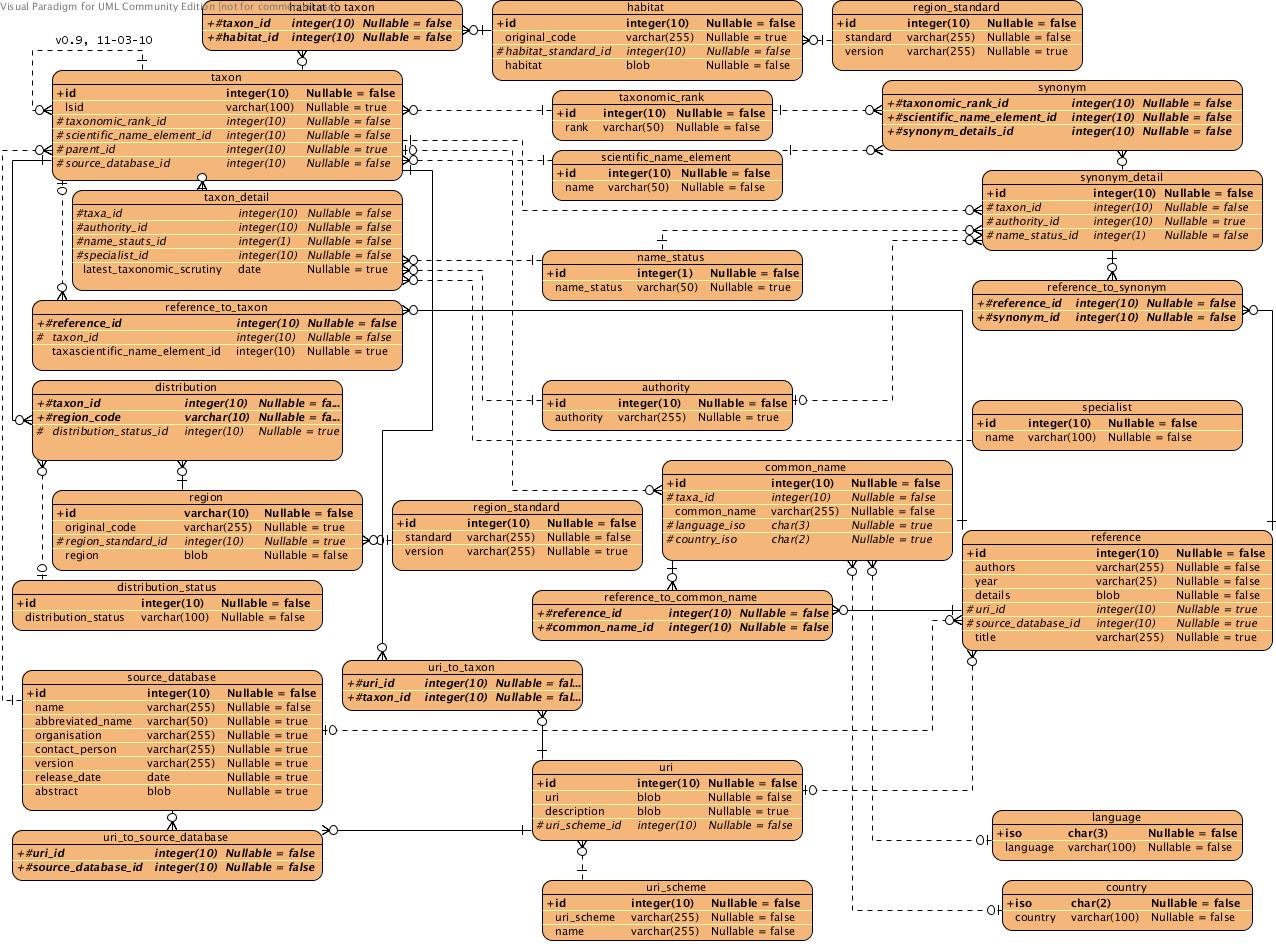 Visual Paradigm for UML Community Edition [not for commercial use]
habitat to taxon
+#taxon_id integer(10) Nullable = false
+#habitat_id integer(10) Nullable = false
habitat
+id integer(10) Nullable = false
original_code varchar(255) Nullable = true
#habitat_standard_id integer(10) Nullable = false
habitat blob Nullable = false
region_standard
+id integer(10) Nullable = false
standard varchar(255) Nullable = false
version varchar(255) Nullable = true
v0.9, 11-03-10
taxon
+id integer(10) Nullable = false
lsid varchar(100) Nullable = true
#taxonomic_rank_id integer(10) Nullable = false
#scientific_name_element_id integer(10) Nullable = false
#parent_id integer(10) Nullable = true
#source_database_id integer(10) Nullable = false
taxonomic_rank
+id integer(10) Nullable = false
rank varchar(50) Nullable = false
synonym
+#taxonomic_rank_id integer(10) Nullable = false
+#scientific_name_element_id integer(10) Nullable = false
+#synonym_details_id integer(10) Nullable = false
scientific_name_element
+id integer(10) Nullable = false
name varchar(50) Nullable = false
synonym_detail
+id integer(10) Nullable = false
#taxon_id integer(10) Nullable = false
#authority_id integer(10) Nullable = true
#name_status_id integer(1) Nullable = false
taxon_detail
#taxa_id integer(10) Nullable = false
#authority_id integer(10) Nullable = false
#name_stauts_id integer(1) Nullable = false
#specialist_id integer(10) Nullable = false
latest_taxonomic_scrutiny date Nullable = true
name_status
+id integer(1) Nullable = false
name_status varchar(50) Nullable = true
reference_to_synonym
+#reference_id integer(10) Nullable = false
+#synonym_id integer(10) Nullable = false
reference_to_taxon
+#reference_id integer(10) Nullable = false
# taxon_id integer(10) Nullable = false
taxascientific_name_element_id integer(10) Nullable = true
distribution
+#taxon_id integer(10) Nullable = fa...
+#region_code varchar(10) Nullable = fa...
# distribution_status_id integer(10) Nullable = true
authority
+id integer(10) Nullable = false
authority varchar(255) Nullable = true
specialist
+id integer(10) Nullable = false
name varchar(100) Nullable = false
common_name
+id integer(10) Nullable = false
#taxa_id integer(10) Nullable = false
common_name varchar(255) Nullable = false
#language_iso char(3) Nullable = true
#country_iso char(2) Nullable = true
region
+id varchar(10) Nullable = false
original_code varchar(255) Nullable = true
#region_standard_id integer(10) Nullable = true
region blob Nullable = false
region_standard
+id integer(10) Nullable = false
standard varchar(255) Nullable = false
version varchar(255) Nullable = true
reference
+id integer(10) Nullable = false
authors varchar(255) Nullable = true
year varchar(25) Nullable = true
details blob Nullable = true
#uri_id integer(10) Nullable = true
#source_database_id integer(10) Nullable = true
title varchar(255) Nullable = true
distribution_status
+id integer(10) Nullable = false
distribution_status varchar(100) Nullable = false
reference_to_common_name
+#reference_id integer(10) Nullable = false
+#common_name_id integer(10) Nullable = false
uri_to_taxon
+#uri_id integer(10) Nullable = fal...
+#taxon_id integer(10) Nullable = fal...
source_database
+id integer(10) Nullable = false
name varchar(255) Nullable = false
abbreviated_name varchar(50) Nullable = true
organisation varchar(255) Nullable = true
contact_person varchar(255) Nullable = true
version varchar(255) Nullable = true
release_date date Nullable = true
abstract blob Nullable = true
uri
+id integer(10) Nullable = false
uri blob Nullable = false
description blob Nullable = true
#uri_scheme_id integer(10) Nullable = false
uri_to_source_database
+#uri_id integer(10) Nullable = false
+#source_database_id integer(10) Nullable = false
language
+iso char(3) Nullable = false
language varchar(100) Nullable = false
uri_scheme
+id integer(10) Nullable = false
uri_scheme varchar(255) Nullable = false
name varchar(255) Nullable = false
country
+iso char(2) Nullable = false
country varchar(100) Nullable = false